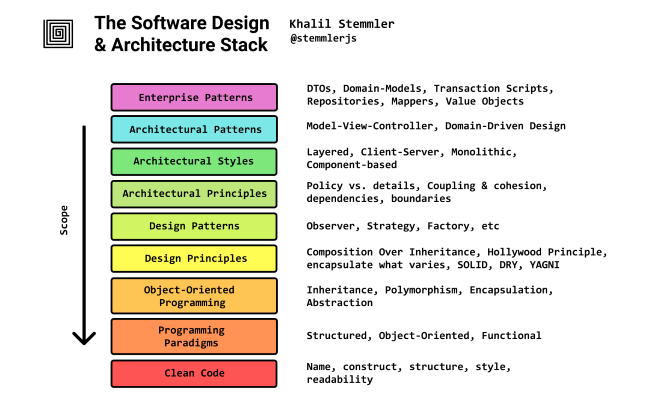 The Software Design
& Architecture Stack
Khalil Stemmler
@stemmlerjs
Scope
Enterprise Patterns
DTOs, Domain-Models, Transaction Scripts,
Repositories, Mappers, Value Objects
Architectural Patterns
Model-View-Controller, Domain-Driven Design
Architectural Styles
Layered, Client-Server, Monolithic,
Component-based
Architectural Principles
Policy vs. details, Coupling & cohesion,
dependencies, boundaries
Design Patterns
Observer, Strategy, Factory, etc
Design Principles
Composition Over Inheritance, Hollywood Principle,
encapsulate what varies, SOLID, DRY, YAGNI
Object-Oriented
Programming
Inheritance, Polymorphism, Encapsulation,
Abstraction
Programming
Paradigms
Structured, Object-Oriented, Functional
Clean Code
Name, construct, structure, style,
readability